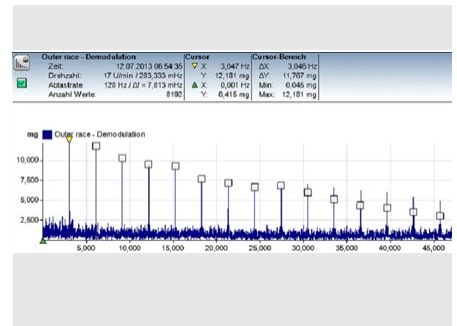 Outer race - Demodulation
Zeit: 12.07.2013 06:54:35
Drehzahl: 17 U/min / 283,333 mHz
Abtastrate: 128 Hz / Δf = 7,813 mHz
Anzahl Werte: 8192
Cursor
X: 3,047 Hz
Y: 12,181 mg
X: 0,001 Hz
Y: 0,415 mg
Cursor-Bereich
ΔX: 3,046 Hz
ΔY: 11,767 mg
Min: 0,045 mg
Max: 12,181 mg
mg Outer race - Demodulation
10,000
7,500
5,000
2,500
5,000 10,000 15,000 20,000 25,000 30,000 35,000 40,000 45,000